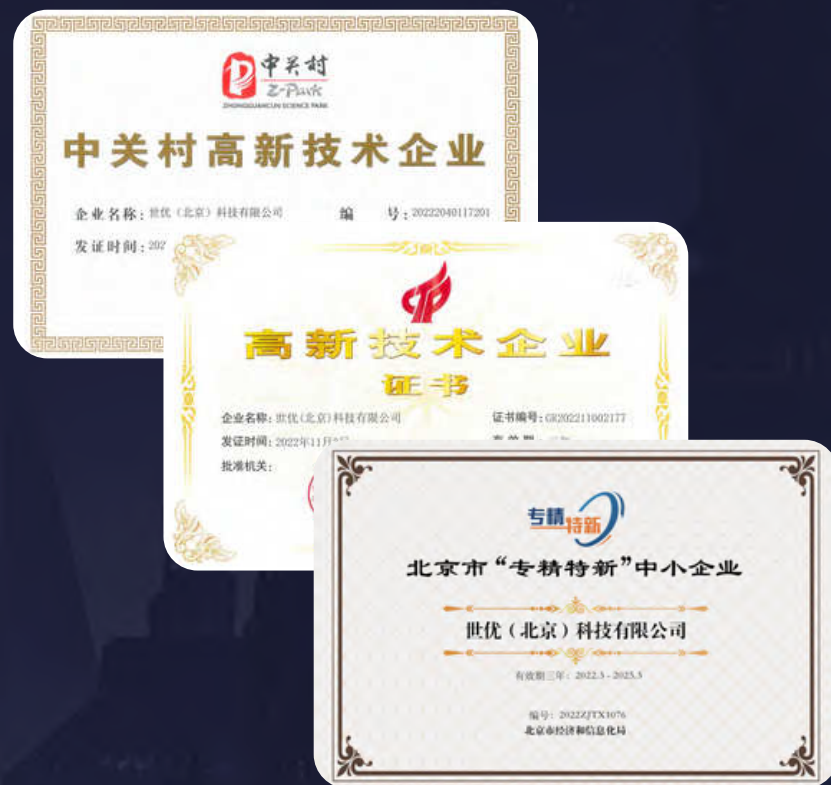 中关村
Z-Park
ZHONGGUANCUN SCIENCE PARK
中关村高新技术企业
企业名称：世优（北京）科技有限公司 编 号：20222040117201
发证时间：202
高新技术企业
证书
企业名称：世优(北京)科技有限公司 证书编号：GR202211002177
发证时间：2022年11月
批准机关：
专精特新
北京市“专精特新”中小企业
世优（北京）科技有限公司
有效期三年：2022.3-2025.3
编号：2022ZJTX1076
北京市经济和信息化局